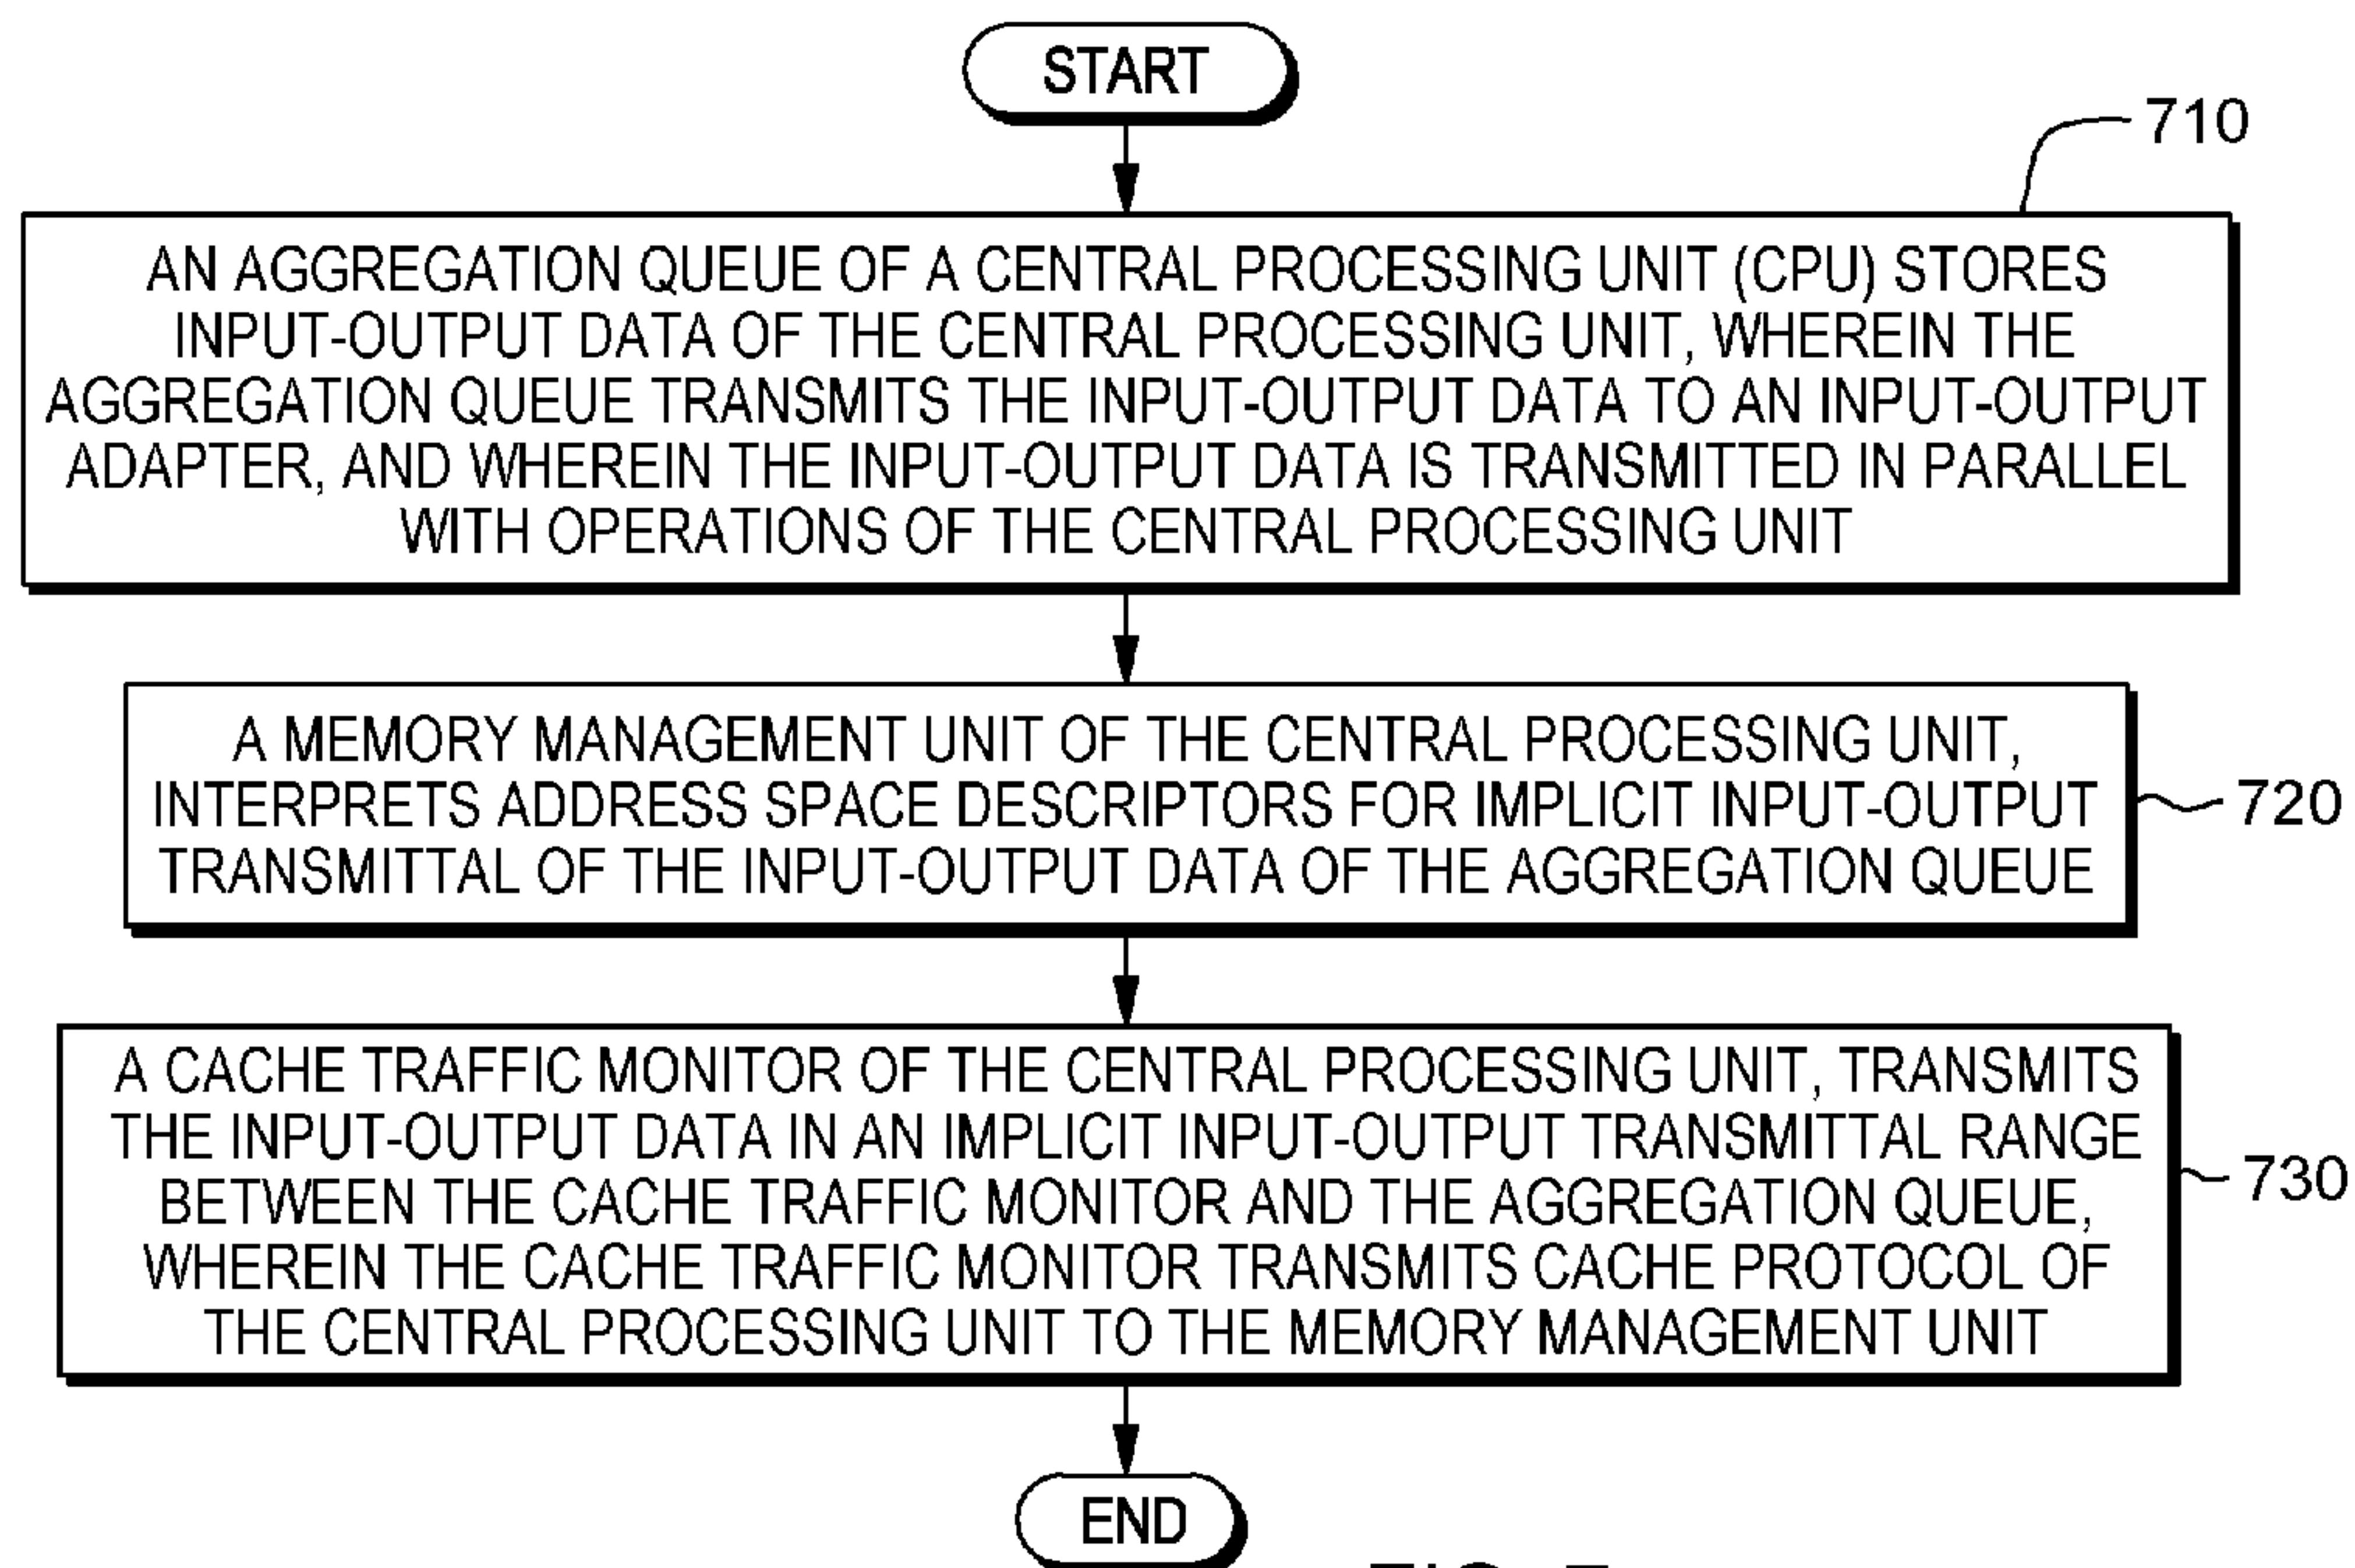 START
710
AN AGGREGATION QUEUE OF A CENTRAL PROCESSING UNIT (CPU) STORES
INPUT-OUTPUT DATA OF THE CENTRAL PROCESSING UNIT, WHEREIN THE
AGGREGATION QUEUE TRANSMITS THE INPUT-OUTPUT DATA TO AN INPUT-OUTPUT
ADAPTER, AND WHEREIN THE INPUT-OUTPUT DATA IS TRANSMITTED IN PARALLEL
WITH OPERATIONS OF THE CENTRAL PROCESSING UNIT
A MEMORY MANAGEMENT UNIT OF THE CENTRAL PROCESSING UNIT,
INTERPRETS ADDRESS SPACE DESCRIPTORS FOR IMPLICIT INPUT-OUTPUT
TRANSMITTAL OF THE INPUT-OUTPUT DATA OF THE AGGREGATION QUEUE
720
A CACHE TRAFFIC MONITOR OF THE CENTRAL PROCESSING UNIT, TRANSMITS
THE INPUT-OUTPUT DATA IN AN IMPLICIT INPUT-OUTPUT TRANSMITTAL RANGE
BETWEEN THE CACHE TRAFFIC MONITOR AND THE AGGREGATION QUEUE,
WHEREIN THE CACHE TRAFFIC MONITOR TRANSMITS CACHE PROTOCOL OF
THE CENTRAL PROCESSING UNIT TO THE MEMORY MANAGEMENT UNIT
730
END